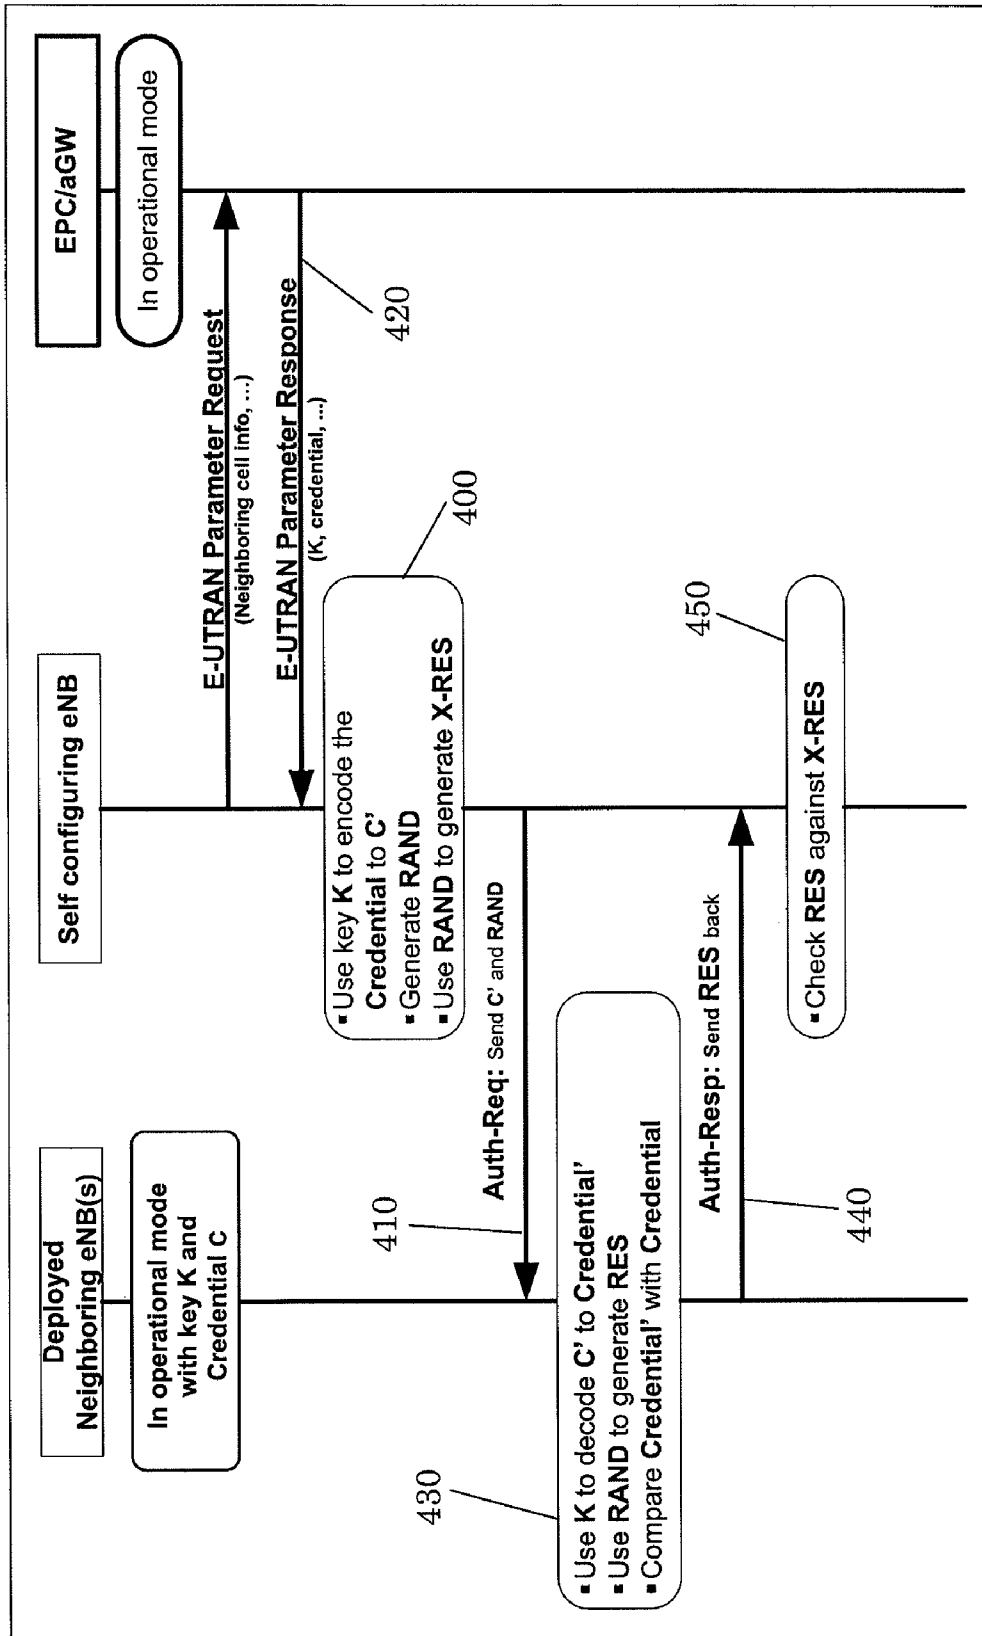 Deployed
Neighboring eNB(s)
Self configuring eNB
EPC/aGW
In operational mode
with key K and
Credential C
In operational mode
E-UTRAN Parameter Request
(Neighboring cell info, ...)
E-UTRAN Parameter Response
(K, credential, ...)
420
▪ Use key K to encode the
Credential to C'
▪ Generate RAND
▪ Use RAND to generate X-RES
400
Auth-Req: Send C' and RAND
410
▪ Use K to decode C' to Credential'
▪ Use RAND to generate RES
▪ Compare Credential' with Credential
430
Auth-Resp: Send RES back
440
▪ Check RES against X-RES
450